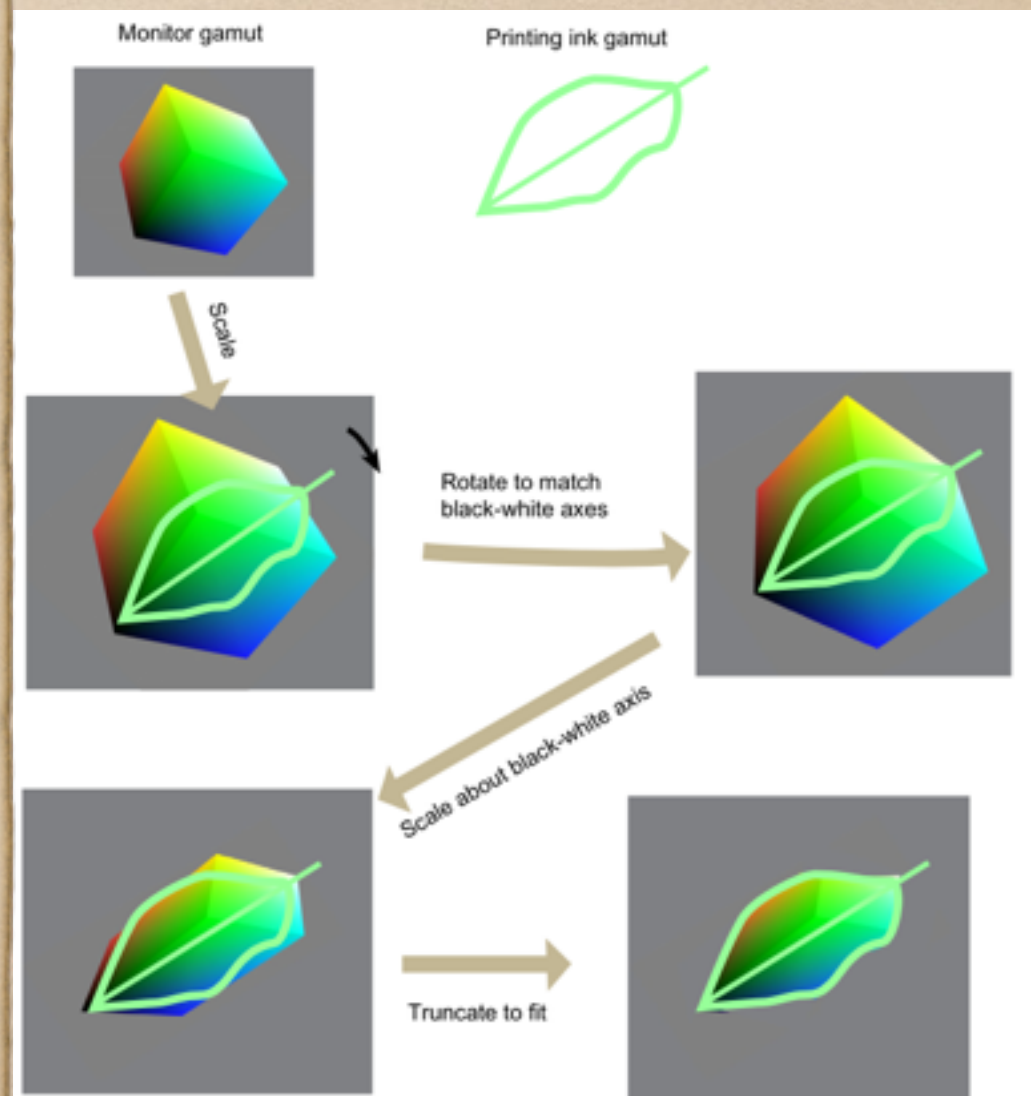 Monitor gamut
Printing ink gamut
Scale
Rotate to match
black-white axes
Scale about black-white axis
Truncate to fit